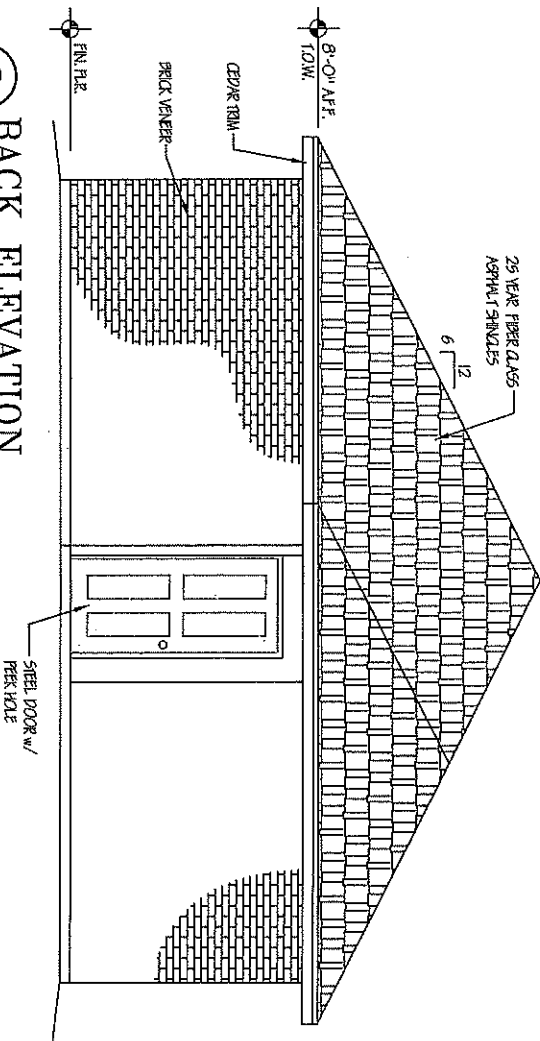 25 YEAR FIBER GLASS
ASPHALT SHINGLES
12
6
8'-0" A.F.F.
T.O.W.
CEDAR TRIM
BRICK VENEER
FIN. FLR.
STEEL DOOR w/
PEEK HOLE
BACK ELEVATION